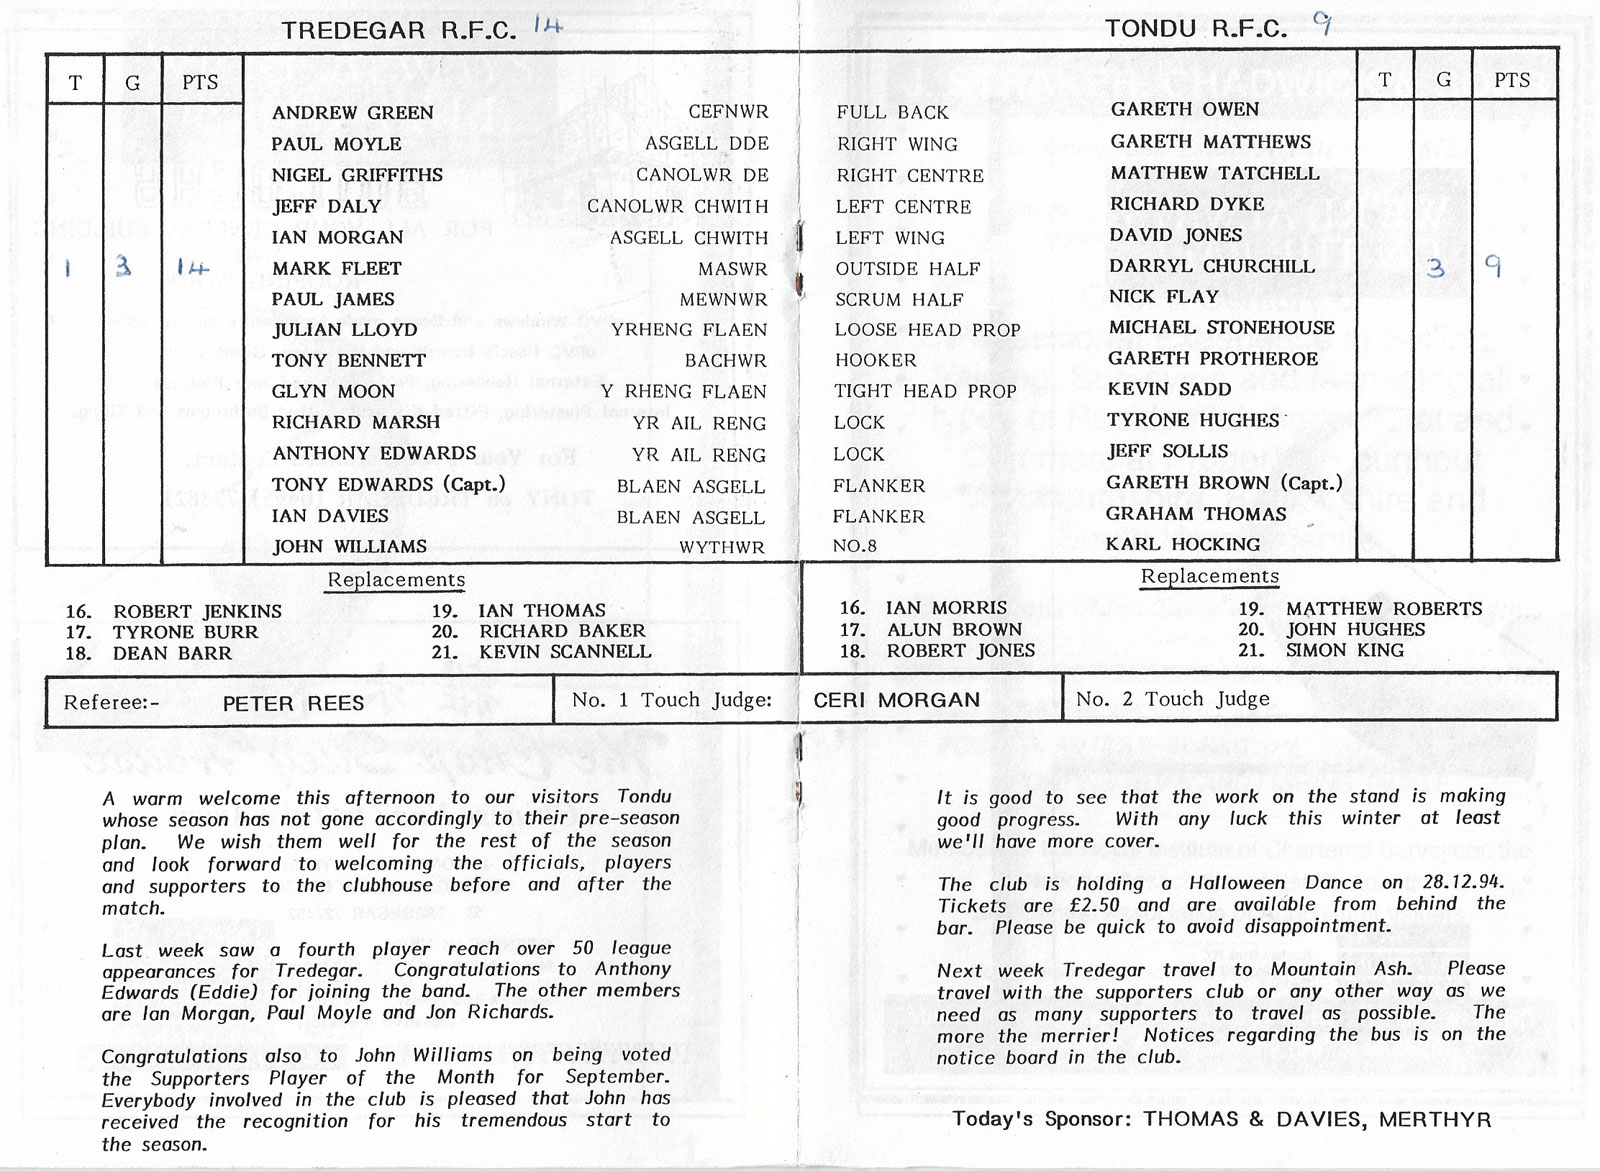 TREDEGAR R.F.C. 14
TONDU R.F.C. 9
T G PTS
T G PTS
ANDREW GREEN CEFNWR FULL BACK GARETH OWEN
PAUL MOYLE ASGELL DDE RIGHT WING GARETH MATTHEWS
NIGEL GRIFFITHS CANOLWR DE RIGHT CENTRE MATTHEW TATCHELL
JEFF DALY CANOLWR CHWITH LEFT CENTRE RICHARD DYKE
IAN MORGAN ASGELL CHWITH LEFT WING DAVID JONES
1 3 14 MARK FLEET MASWR OUTSIDE HALF DARRYL CHURCHILL 3 9
PAUL JAMES MEWNWR SCRUM HALF NICK FLAY
JULIAN LLOYD YRHENG FLAEN LOOSE HEAD PROP MICHAEL STONEHOUSE
TONY BENNETT BACHWR HOOKER GARETH PROTHEROE
GLYN MOON Y RHENG FLAEN TIGHT HEAD PROP KEVIN SADD
RICHARD MARSH YR AIL RENG LOCK TYRONE HUGHES
ANTHONY EDWARDS YR AIL RENG LOCK JEFF SOLLIS
TONY EDWARDS (Capt.) BLAEN ASGELL FLANKER GARETH BROWN (Capt.)
IAN DAVIES BLAEN ASGELL FLANKER GRAHAM THOMAS
JOHN WILLIAMS WYTHWR NO.8 KARL HOCKING
Replacements
16. ROBERT JENKINS 19. IAN THOMAS
17. TYRONE BURR 20. RICHARD BAKER
18. DEAN BARR 21. KEVIN SCANNELL
Replacements
16. IAN MORRIS 19. MATTHEW ROBERTS
17. ALUN BROWN 20. JOHN HUGHES
18. ROBERT JONES 21. SIMON KING
Referee:- PETER REES No. 1 Touch Judge: CERI MORGAN No. 2 Touch Judge
A warm welcome this afternoon to our visitors Tondu
whose season has not gone accordingly to their pre-season
plan. We wish them well for the rest of the season
and look forward to welcoming the officials, players
and supporters to the clubhouse before and after the
match.
Last week saw a fourth player reach over 50 league
appearances for Tredegar. Congratulations to Anthony
Edwards (Eddie) for joining the band. The other members
are Ian Morgan, Paul Moyle and Jon Richards.
Congratulations also to John Williams on being voted
the Supporters Player of the Month for September.
Everybody involved in the club is pleased that John has
received the recognition for his tremendous start to
the season.
It is good to see that the work on the stand is making
good progress. With any luck this winter at least
we'll have more cover.
The club is holding a Halloween Dance on 28.12.94.
Tickets are £2.50 and are available from behind the
bar. Please be quick to avoid disappointment.
Next week Tredegar travel to Mountain Ash. Please
travel with the supporters club or any other way as we
need as many supporters to travel as possible. The
more the merrier! Notices regarding the bus is on the
notice board in the club.
Today's Sponsor: THOMAS & DAVIES, MERTHYR